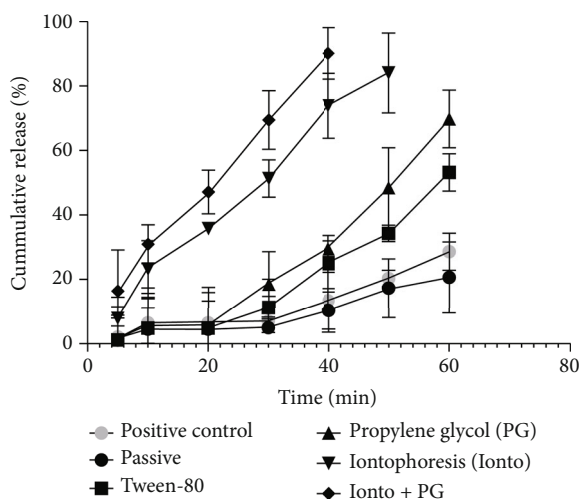 Cummulative release (%)
100
80
60
40
20
0
0 20 40 60 80
Time (min)
Positive control
Passive
Tween-80
Propylene glycol (PG)
Iontophoresis (Ionto)
Ionto + PG